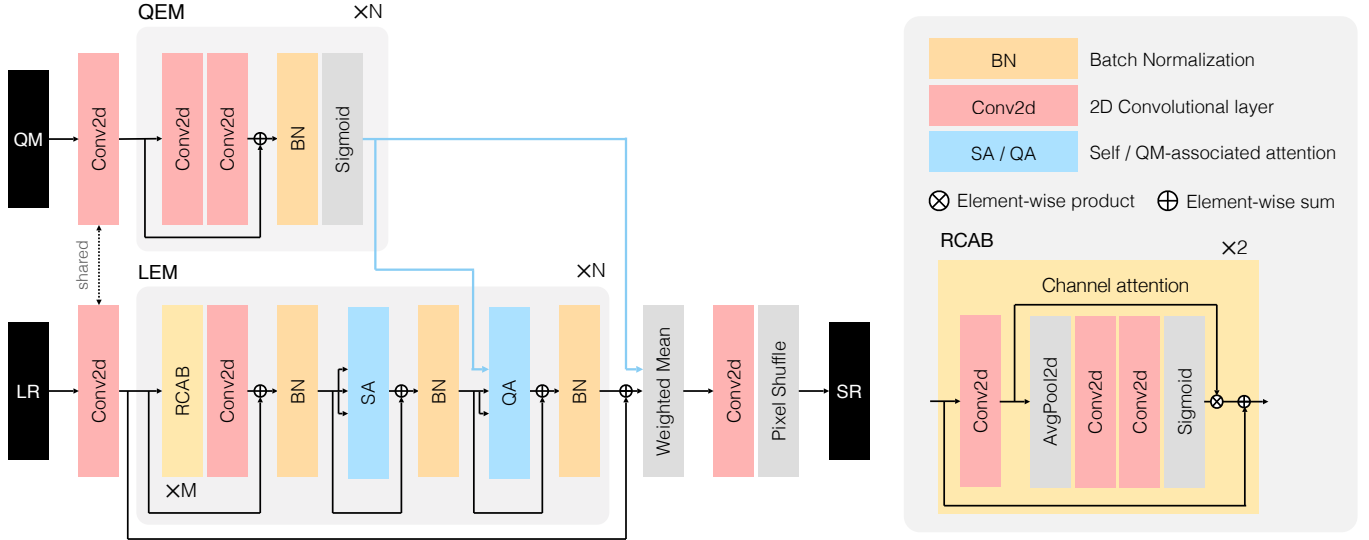 QEM
×N
QM
Conv2d
Conv2d
Conv2d
BN
Sigmoid
shared
LEM
×N
LR
Conv2d
RCAB
×M
Conv2d
BN
SA
BN
QA
BN
Weighted Mean
Conv2d
Pixel Shuffle
SR
BN
Batch Normalization
Conv2d
2D Convolutional layer
SA / QA
Self / QM-associated attention
Element-wise product
Element-wise sum
RCAB
×2
Channel attention
Conv2d
AvgPool2d
Conv2d
Conv2d
Sigmoid